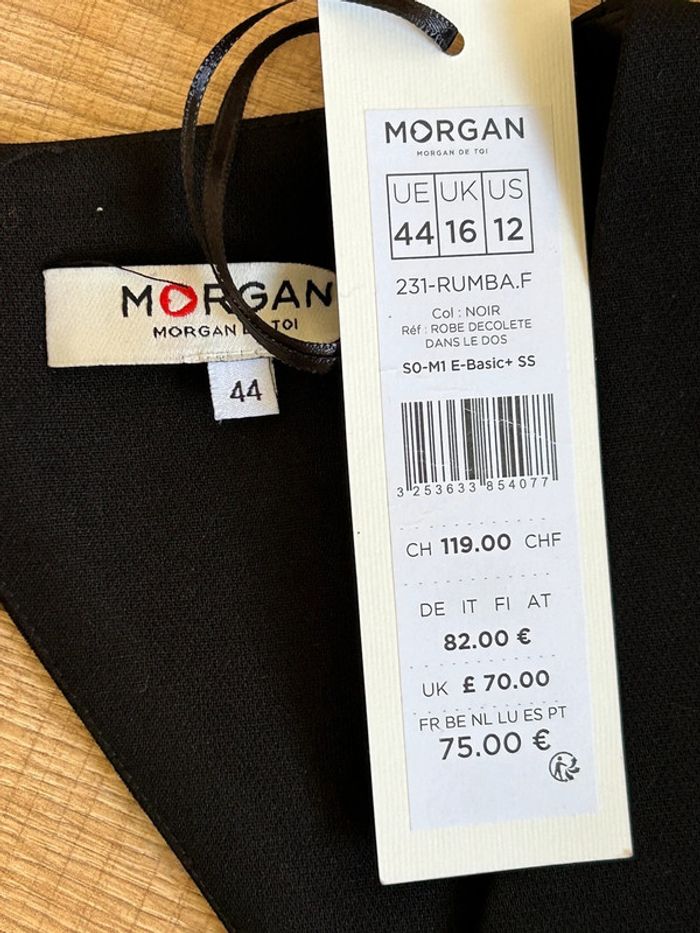 MORGAN
MORGAN DE TOI
UE UK US
44 16 12
231-RUMBA.F
Col : NOIR
Réf : ROBE DECOLETE
DANS LE DOS
S0-M1 E-Basic+ SS
3 253633 854077
CH 119.00 CHF
DE IT FI AT
82.00 €
UK £ 70.00
FR BE NL LU ES PT
75.00 €
MORGAN
MORGAN TOI
44